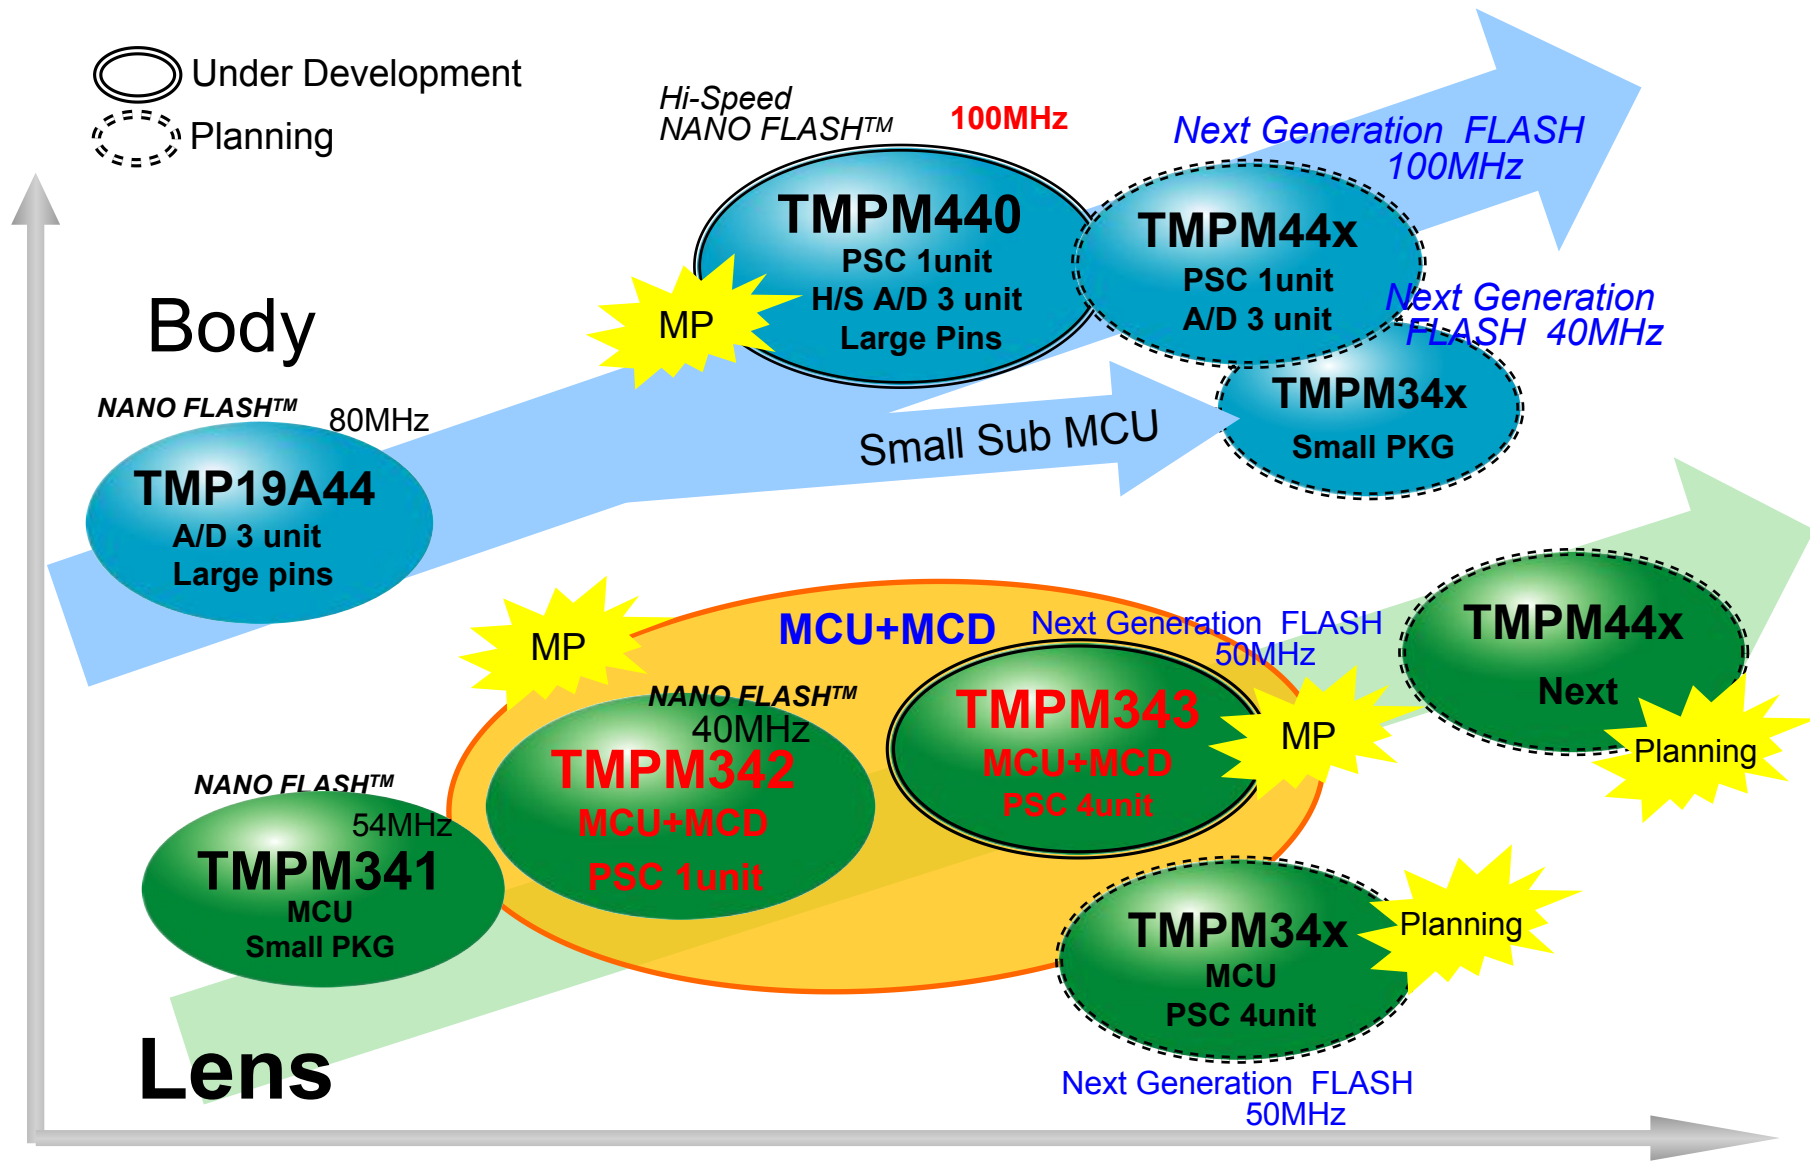 Under Development
Planning
Hi-Speed
NANO FLASH™
100MHz
Next Generation FLASH
100MHz
TMPM440
PSC 1unit
H/S A/D 3 unit
Large Pins
MP
TMPM44x
PSC 1unit
A/D 3 unit
Next Generation
FLASH 40MHz
TMPM34x
Small PKG
Body
Small Sub MCU
NANO FLASH™
80MHz
TMP19A44
A/D 3 unit
Large pins
MP
MCU+MCD
Next Generation FLASH
50MHz
TMPM44x
Next
Planning
NANO FLASH™
40MHz
TMPM342
MCU+MCD
PSC 1unit
TMPM343
MCU+MCD
PSC 4unit
MP
NANO FLASH™
54MHz
TMPM341
MCU
Small PKG
TMPM34x
MCU
PSC 4unit
Planning
Next Generation FLASH
50MHz
Lens